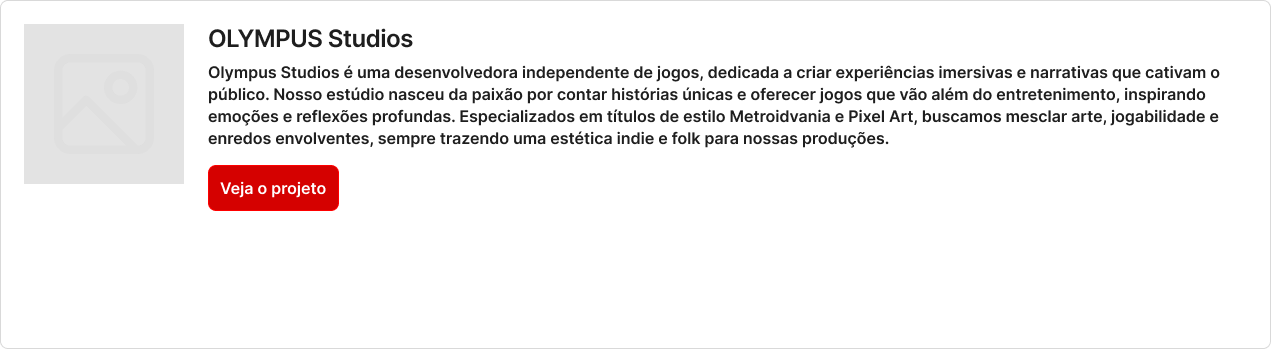 OLYMPUS Studios
Olympus Studios é uma desenvolvedora independente de jogos, dedicada a criar experiências imersivas e narrativas que cativam o
público. Nosso estúdio nasceu da paixão por contar histórias únicas e oferecer jogos que vão além do entretenimento, inspirando
emoções e reflexões profundas. Especializados em títulos de estilo Metroidvania e Pixel Art, buscamos mesclar arte, jogabilidade e
enredos envolventes, sempre trazendo uma estética indie e folk para nossas produções.
Veja o projeto